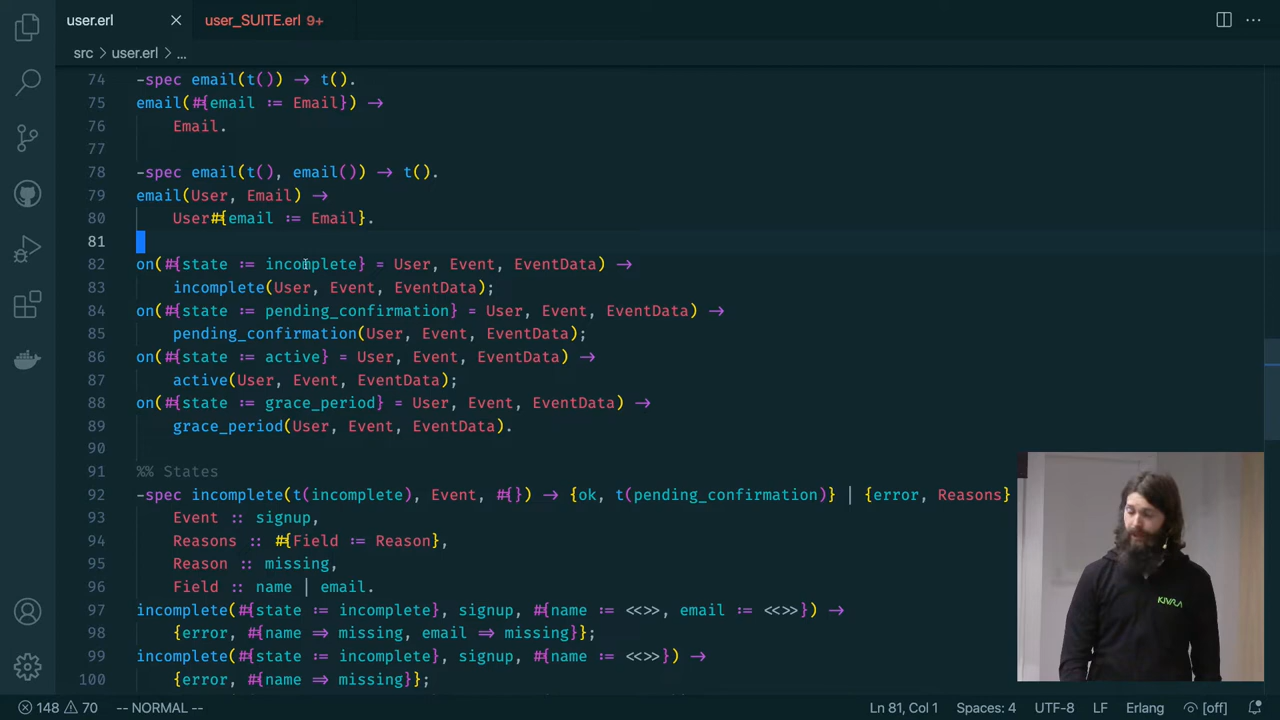 user.erl
user_SUITE.erl 9+
src > user.erl > ...
74 -spec email(t()) -> t().
75 email(#{email := Email}) ->
76 Email.
77
78 -spec email(t(), email()) -> t().
79 email(User, Email) ->
80 User#{email := Email}.
81
82 on(#{state := incomplete} = User, Event, EventData) ->
83 incomplete(User, Event, EventData);
84 on(#{state := pending_confirmation} = User, Event, EventData) ->
85 pending_confirmation(User, Event, EventData);
86 on(#{state := active} = User, Event, EventData) ->
87 active(User, Event, EventData);
88 on(#{state := grace_period} = User, Event, EventData) ->
89 grace_period(User, Event, EventData).
90
91 %% States
92 -spec incomplete(t(incomplete), Event, #{}) -> {ok, t(pending_confirmation)} | {error, Reasons}
93 Event :: signup,
94 Reasons :: #{Field := Reason},
95 Reason :: missing,
96 Field :: name | email.
97 incomplete(#{state := incomplete}, signup, #{name := <<>>, email := <<>>}) ->
98 {error, #{name => missing, email => missing}};
99 incomplete(#{state := incomplete}, signup, #{name := <<>>}) ->
100 {error, #{name => missing}};
KIVRA
148 70 -- NORMAL --
Ln 81, Col 1
Spaces: 4
UTF-8
LF
Erlang
[off]